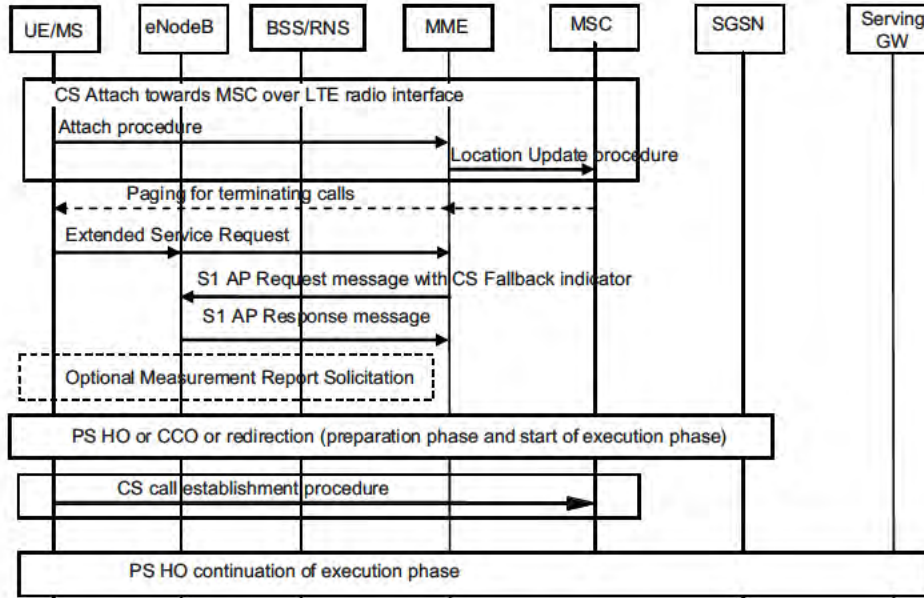 UE/MS
eNodeB
BSS/RNS
MME
MSC
SGSN
Serving
GW
CS Attach towards MSC over LTE radio interface
Attach procedure
Location Update procedure
Paging for terminating calls
Extended Service Request
S1 AP Request message with CS Fallback indicator
S1 AP Response message
Optional Measurement Report Solicitation
PS HO or CCO or redirection (preparation phase and start of execution phase)
CS call establishment procedure
PS HO continuation of execution phase